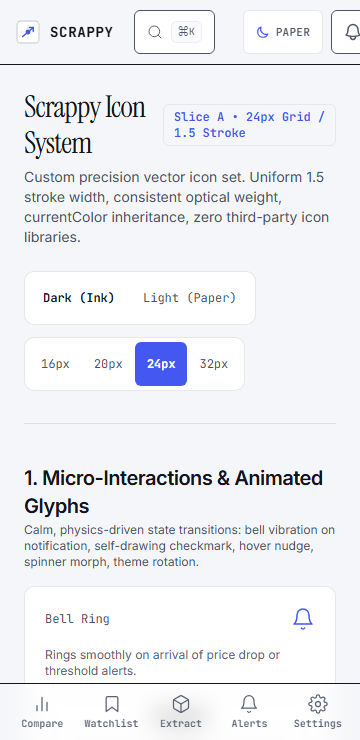 SCRAPPY
⌘K
PAPER
Scrappy Icon
System
Slice A • 24px Grid /
1.5 Stroke
Custom precision vector icon set. Uniform 1.5
stroke width, consistent optical weight,
currentColor inheritance, zero third-party icon
libraries.
Dark (Ink) Light (Paper)
16px 20px 24px 32px
1. Micro-Interactions & Animated
Glyphs
Calm, physics-driven state transitions: bell vibration on
notification, self-drawing checkmark, hover nudge,
spinner morph, theme rotation.
Bell Ring
Rings smoothly on arrival of price drop or
threshold alerts.
Compare Watchlist Extract Alerts Settings